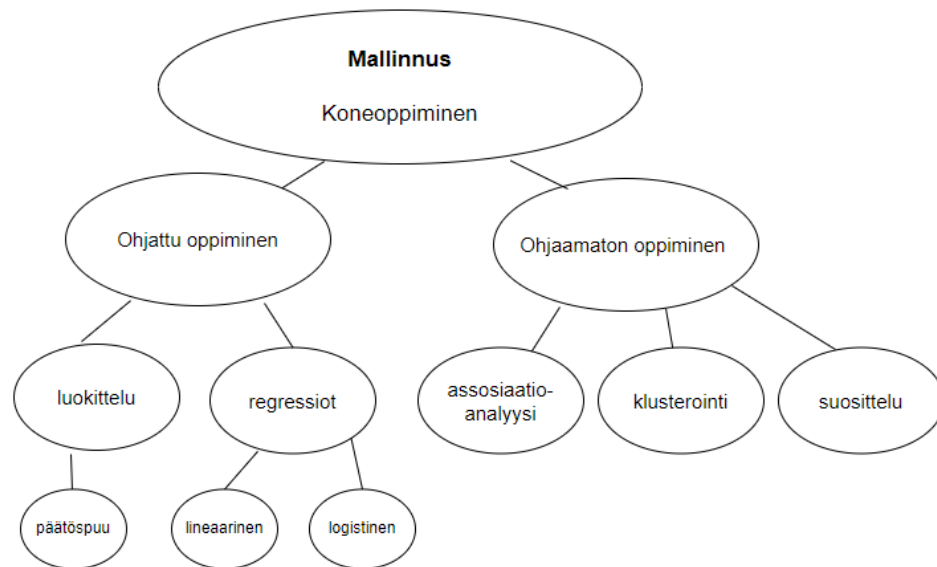 Mallinnus
Koneoppiminen
Ohjattu oppiminen
Ohjaamaton oppiminen
luokittelu
regressiot
assosiaatio-
analyysi
klusterointi
suosittelu
päätöspuu
lineaarinen
logistinen